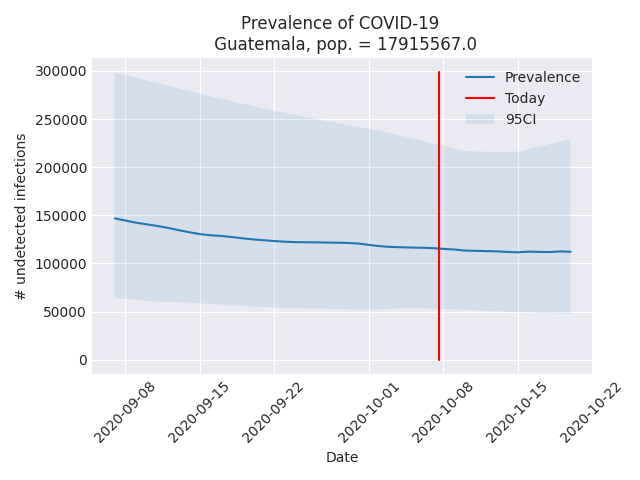 Prevalence of COVID-19
Guatemala, pop. = 17915567.0
300000
250000
200000
150000
100000
50000
0
# undetected infections
Prevalence
Today
95CI
2020-09-08
2020-09-15
2020-09-22
2020-10-01
2020-10-08
2020-10-15
2020-10-22
Date